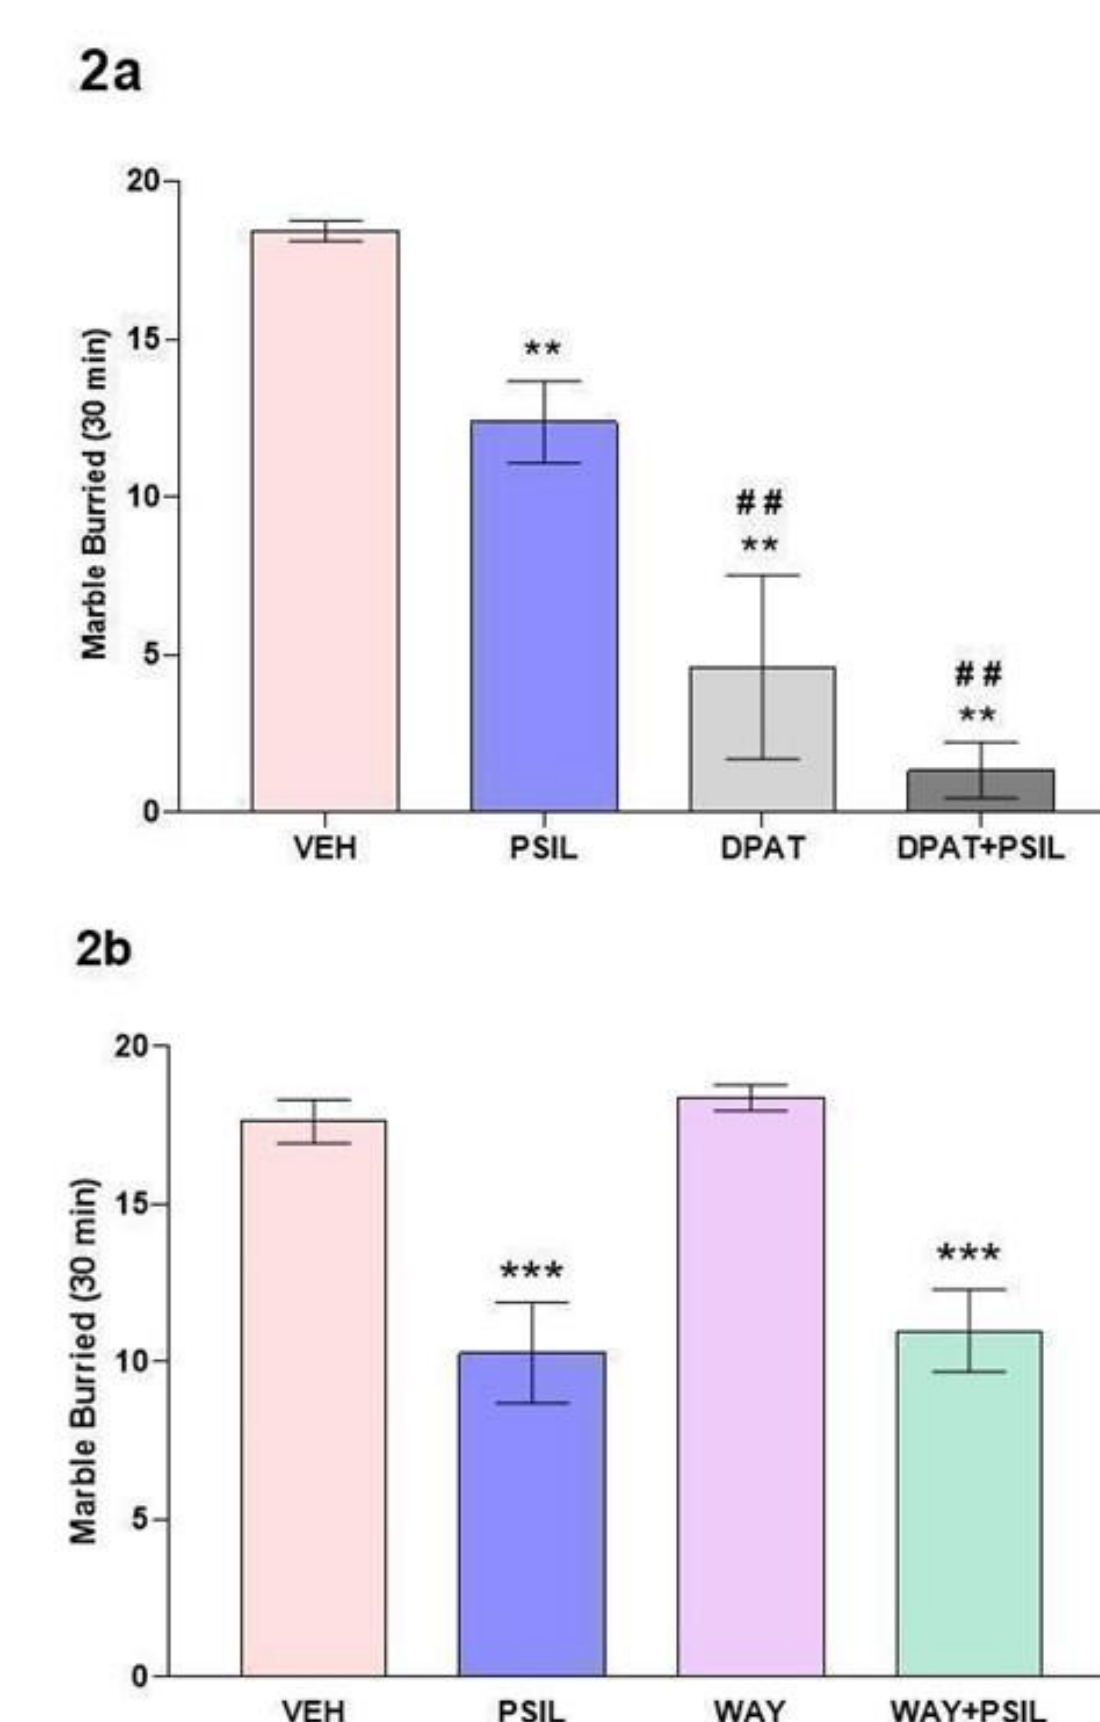 2a
20
15
10
5
0
Marble Burried (30 min)
**
##
**
##
**
VEH PSIL DPAT DPAT+PSIL
2b
20
15
10
5
0
Marble Burried (30 min)
***
***
VEH PSIL WAY WAY+PSIL